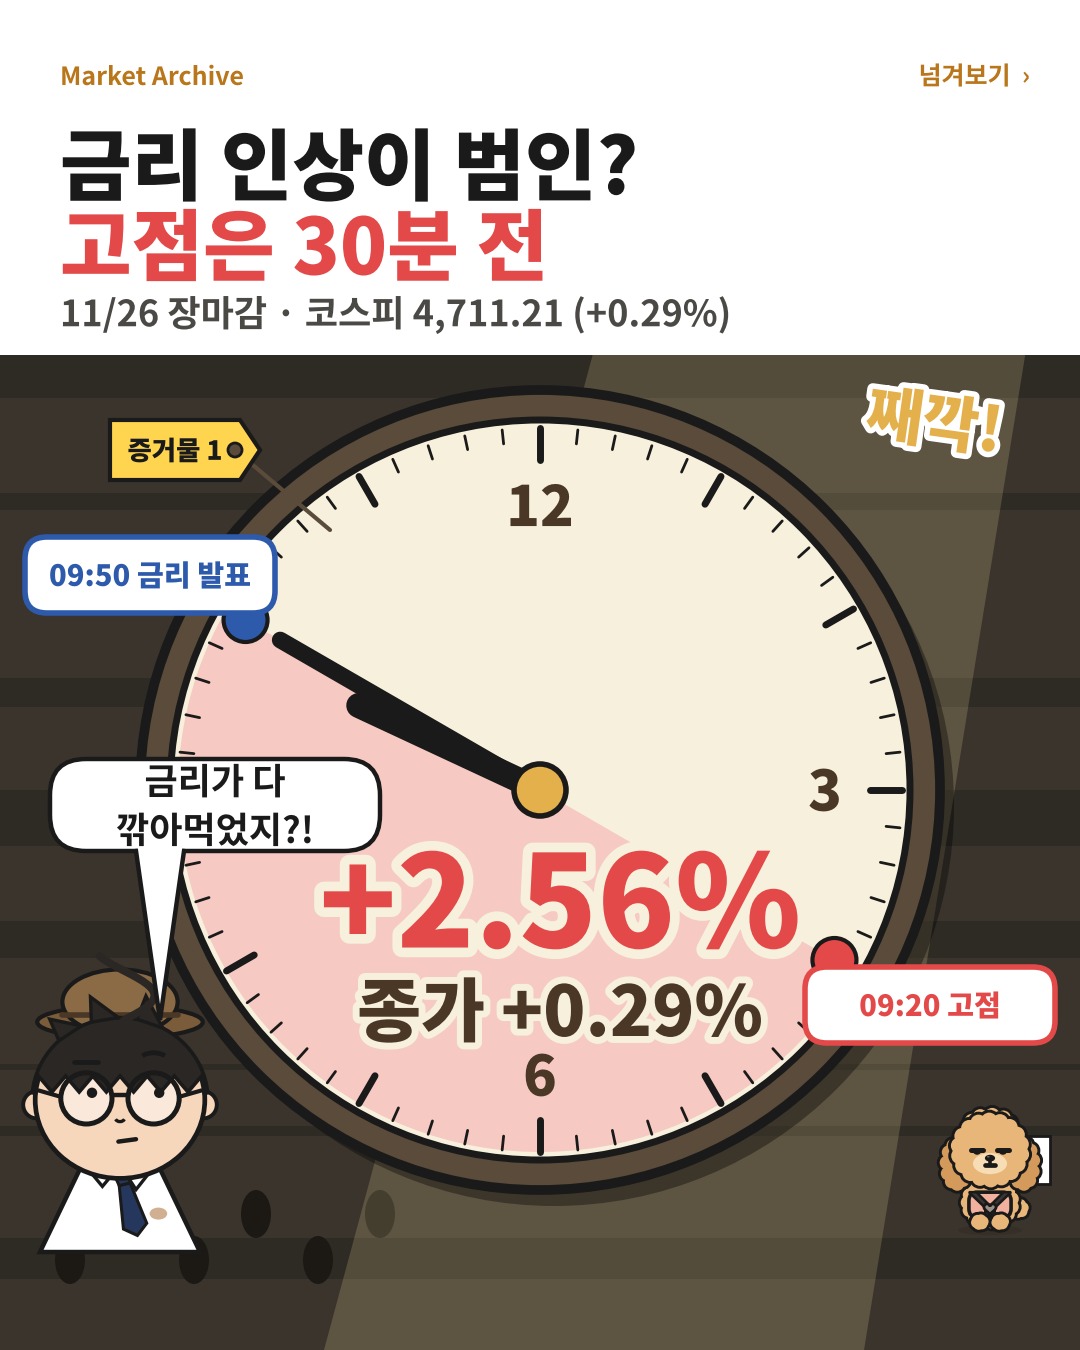 Market Archive
넘겨보기 ›
금리 인상이 범인?
고점은 30분 전
11/26 장마감 · 코스피 4,711.21 (+0.29%)
째깍!
증거물 1
12
09:50 금리 발표
금리가 다
깎아먹었지?!
3
+2.56%
종가 +0.29%
09:20 고점
6